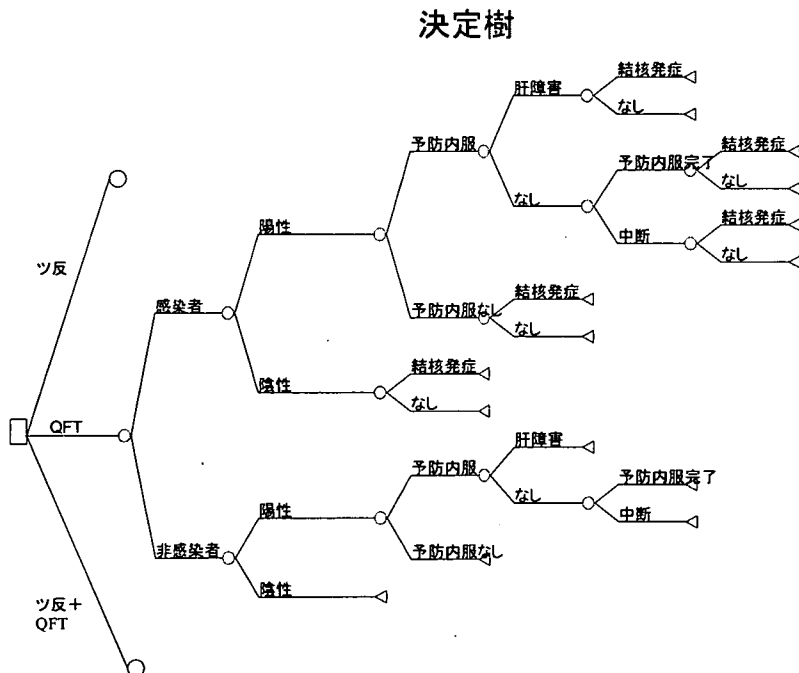 決定樹
結核発症
肝障害
なし
予防内服
結核発症
予防内服完了
なし
なし
結核発症
中断
なし
陽性
ツ反
結核発症
感染者
予防内服なし
なし
結核発症
陰性
なし
QFT
肝障害
予防内服
予防内服完了
なし
陽性
中断
非感染者
予防内服なし
陰性
ツ反＋
QFT